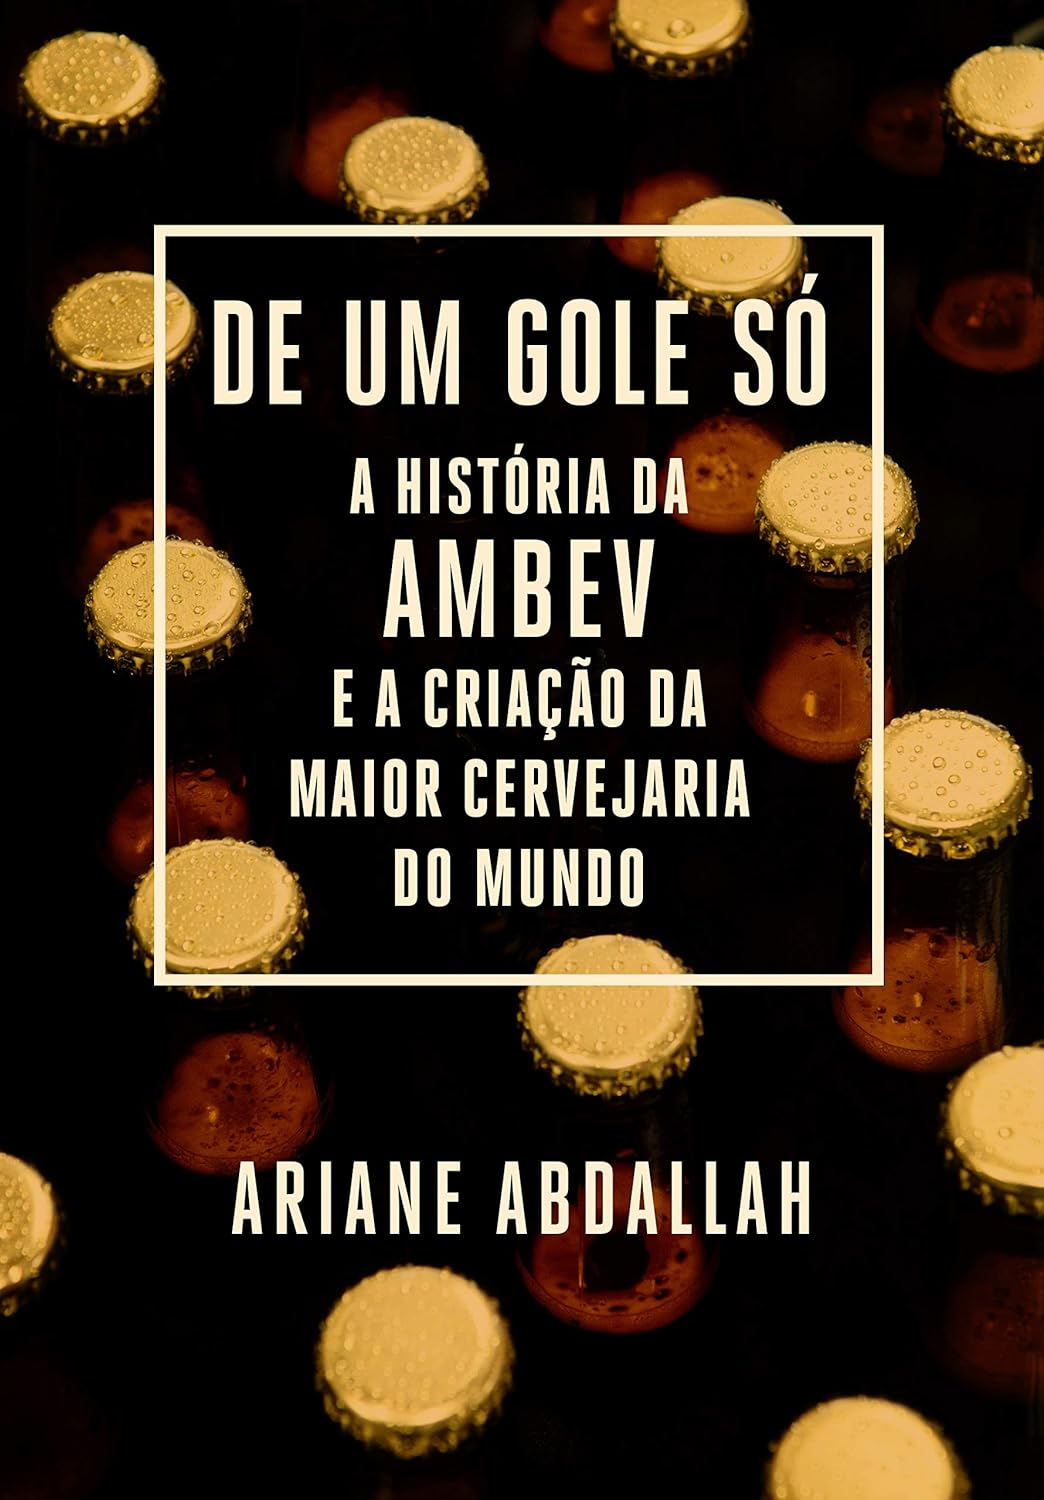 DE UM GOLE SÓ
A HISTÓRIA DA
AMBEV
E A CRIAÇÃO DA
MAIOR CERVEJARIA
DO MUNDO
ARIANE ABDALLAH